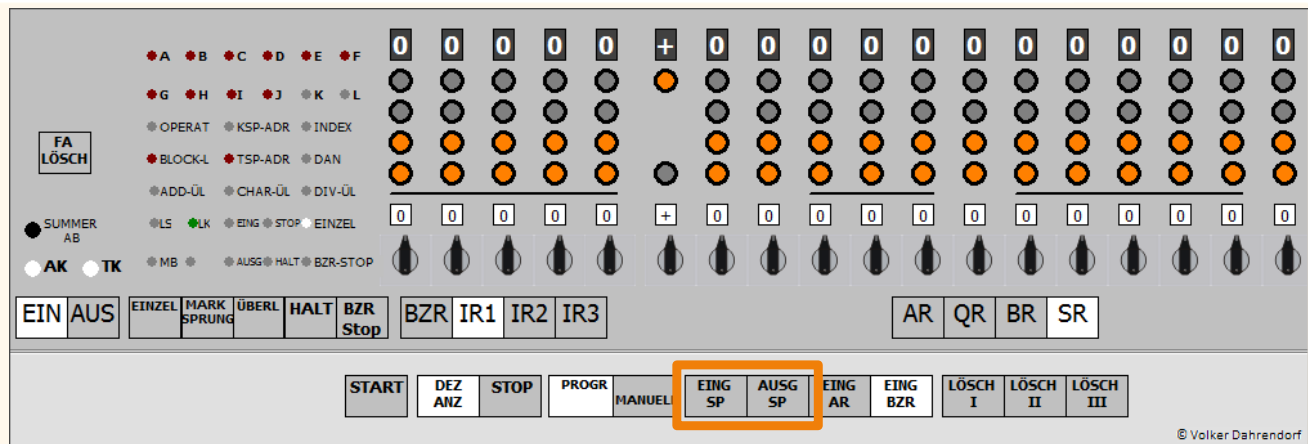 0 0 0 0 0 + 0 0 0 0 0 0 0 0 0 0 0 0
A B C D E F
G H I J K L
OPERAT KSP-ADR INDEX
FA
LÖSCH
BLOCK-L TSP-ADR DAN
ADD-ÜL CHAR-ÜL DIV-ÜL
0 0 0 0 0 + 0 0 0 0 0 0 0 0 0 0 0 0
SUMMER
AB
LS LK EING STOP EINZEL
AK TK
MB AUSG HALT BZR-STOP
EIN AUS
EINZEL
MARK
SPRUNG
ÜBERL
HALT
BZR
Stop
BZR IR1 IR2 IR3
AR QR BR SR
START
DEZ
ANZ
STOP
PROGR
MANUELL
EING
SP
AUSG
SP
EING
AR
EING
BZR
LÖSCH
I
LÖSCH
II
LÖSCH
III
© Volker Dahrendorf